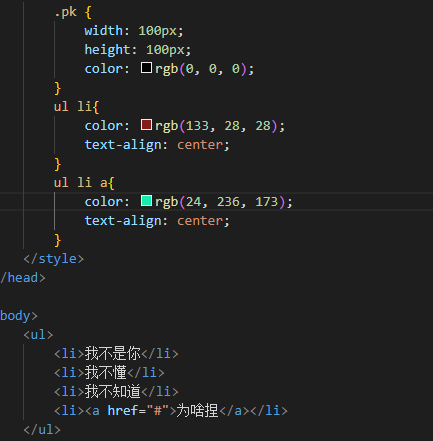 .pk {
width: 100px;
height: 100px;
color: rgb(0, 0, 0);
}
ul li{
color: rgb(133, 28, 28);
text-align: center;
}
ul li a{
color: rgb(24, 236, 173);
text-align: center;
}
</style>
/head>
body>
<ul>
<li>我不是你</li>
<li>我不懂</li>
<li>我不知道</li>
<li><a href="#">为啥捏</a></li>
</ul>